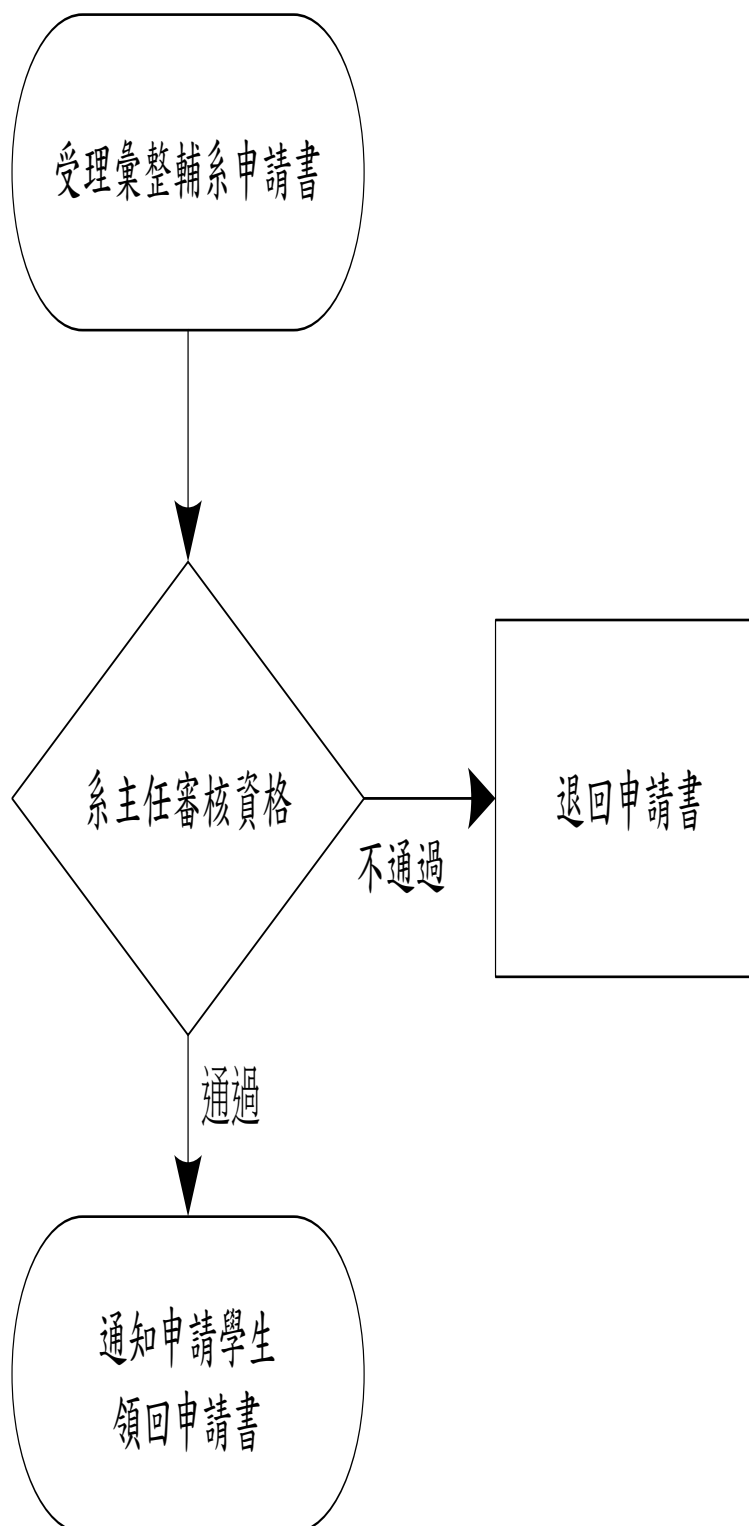 受理彙整輔系申請書
系主任審核資格
不通過
退回申請書
通過
通知申請學生
領回申請書